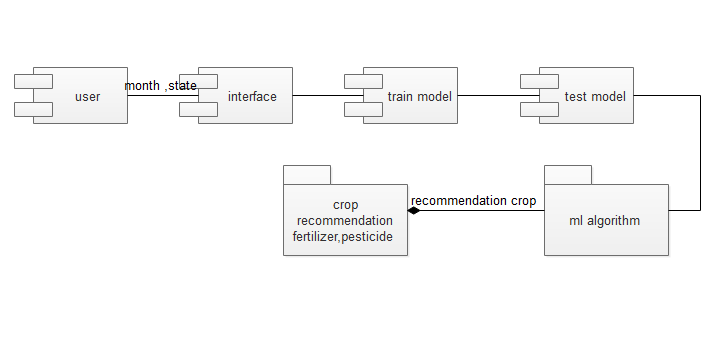 month ,state
user
interface
train model
test model
crop
recommendation
fertilizer,pesticide
recommendation crop
ml algorithm